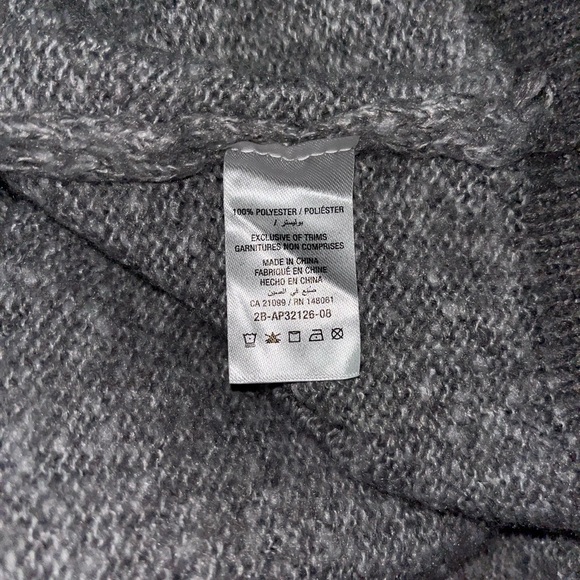 100% POLYESTER / POLIÉSTER
/ بوليستر
EXCLUSIVE OF TRIMS
GARNITURES NON COMPRISES
MADE IN CHINA
FABRIQUÉ EN CHINE
HECHO EN CHINA
صنع في الصين
CA 21099 / RN 148061
2B-AP32126-08